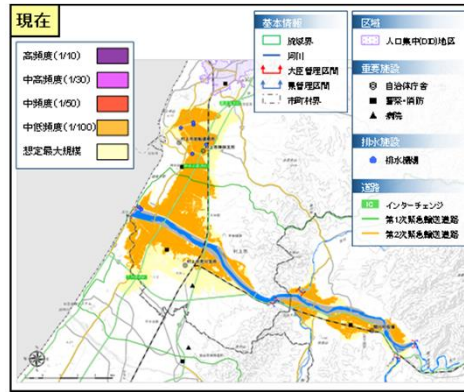 現在
高頻度(1/10)
中高頻度(1/30)
中頻度(1/50)
中低頻度(1/100)
想定最大規模
基本情報
流域界
河川
大臣管理区間
県管理区間
市町村界
区域
人口集中(DID)地区
重要施設
自治体庁舎
警察・消防
病院
排水施設
排水機場
道路
IC
インターチェンジ
第1次緊急輸送道路
第2次緊急輸送道路